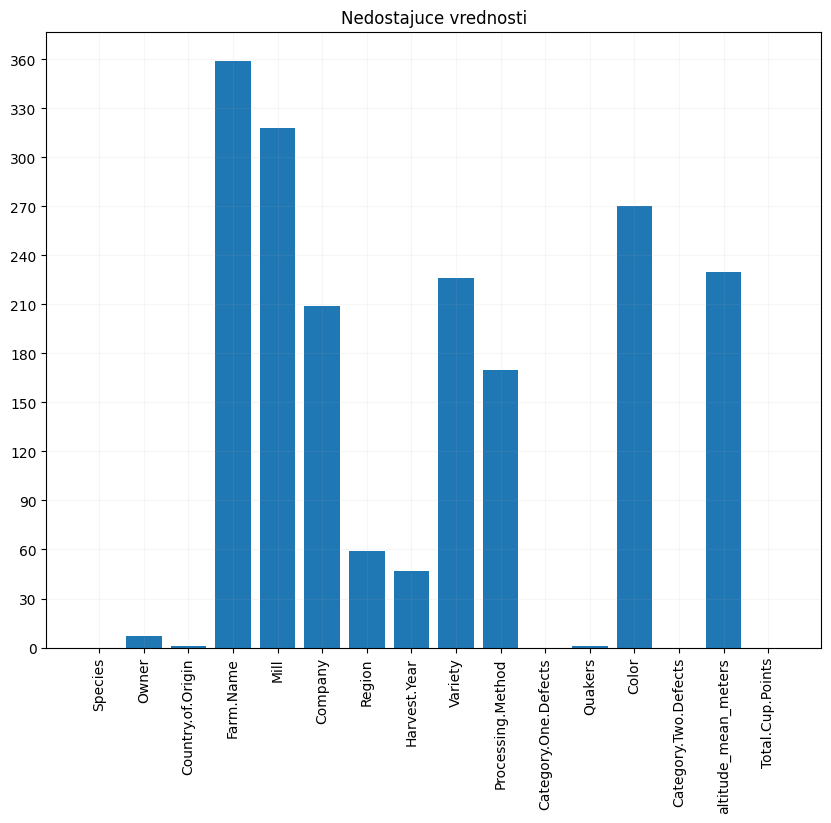 Nedostajuce vrednosti
360
330
300
270
240
210
180
150
120
90
60
30
0
Species
Owner
Country.of.Origin
Farm.Name
Mill
Company
Region
Harvest.Year
Variety
Processing.Method
Category.One.Defects
Quakers
Color
Category.Two.Defects
altitude_mean_meters
Total.Cup.Points